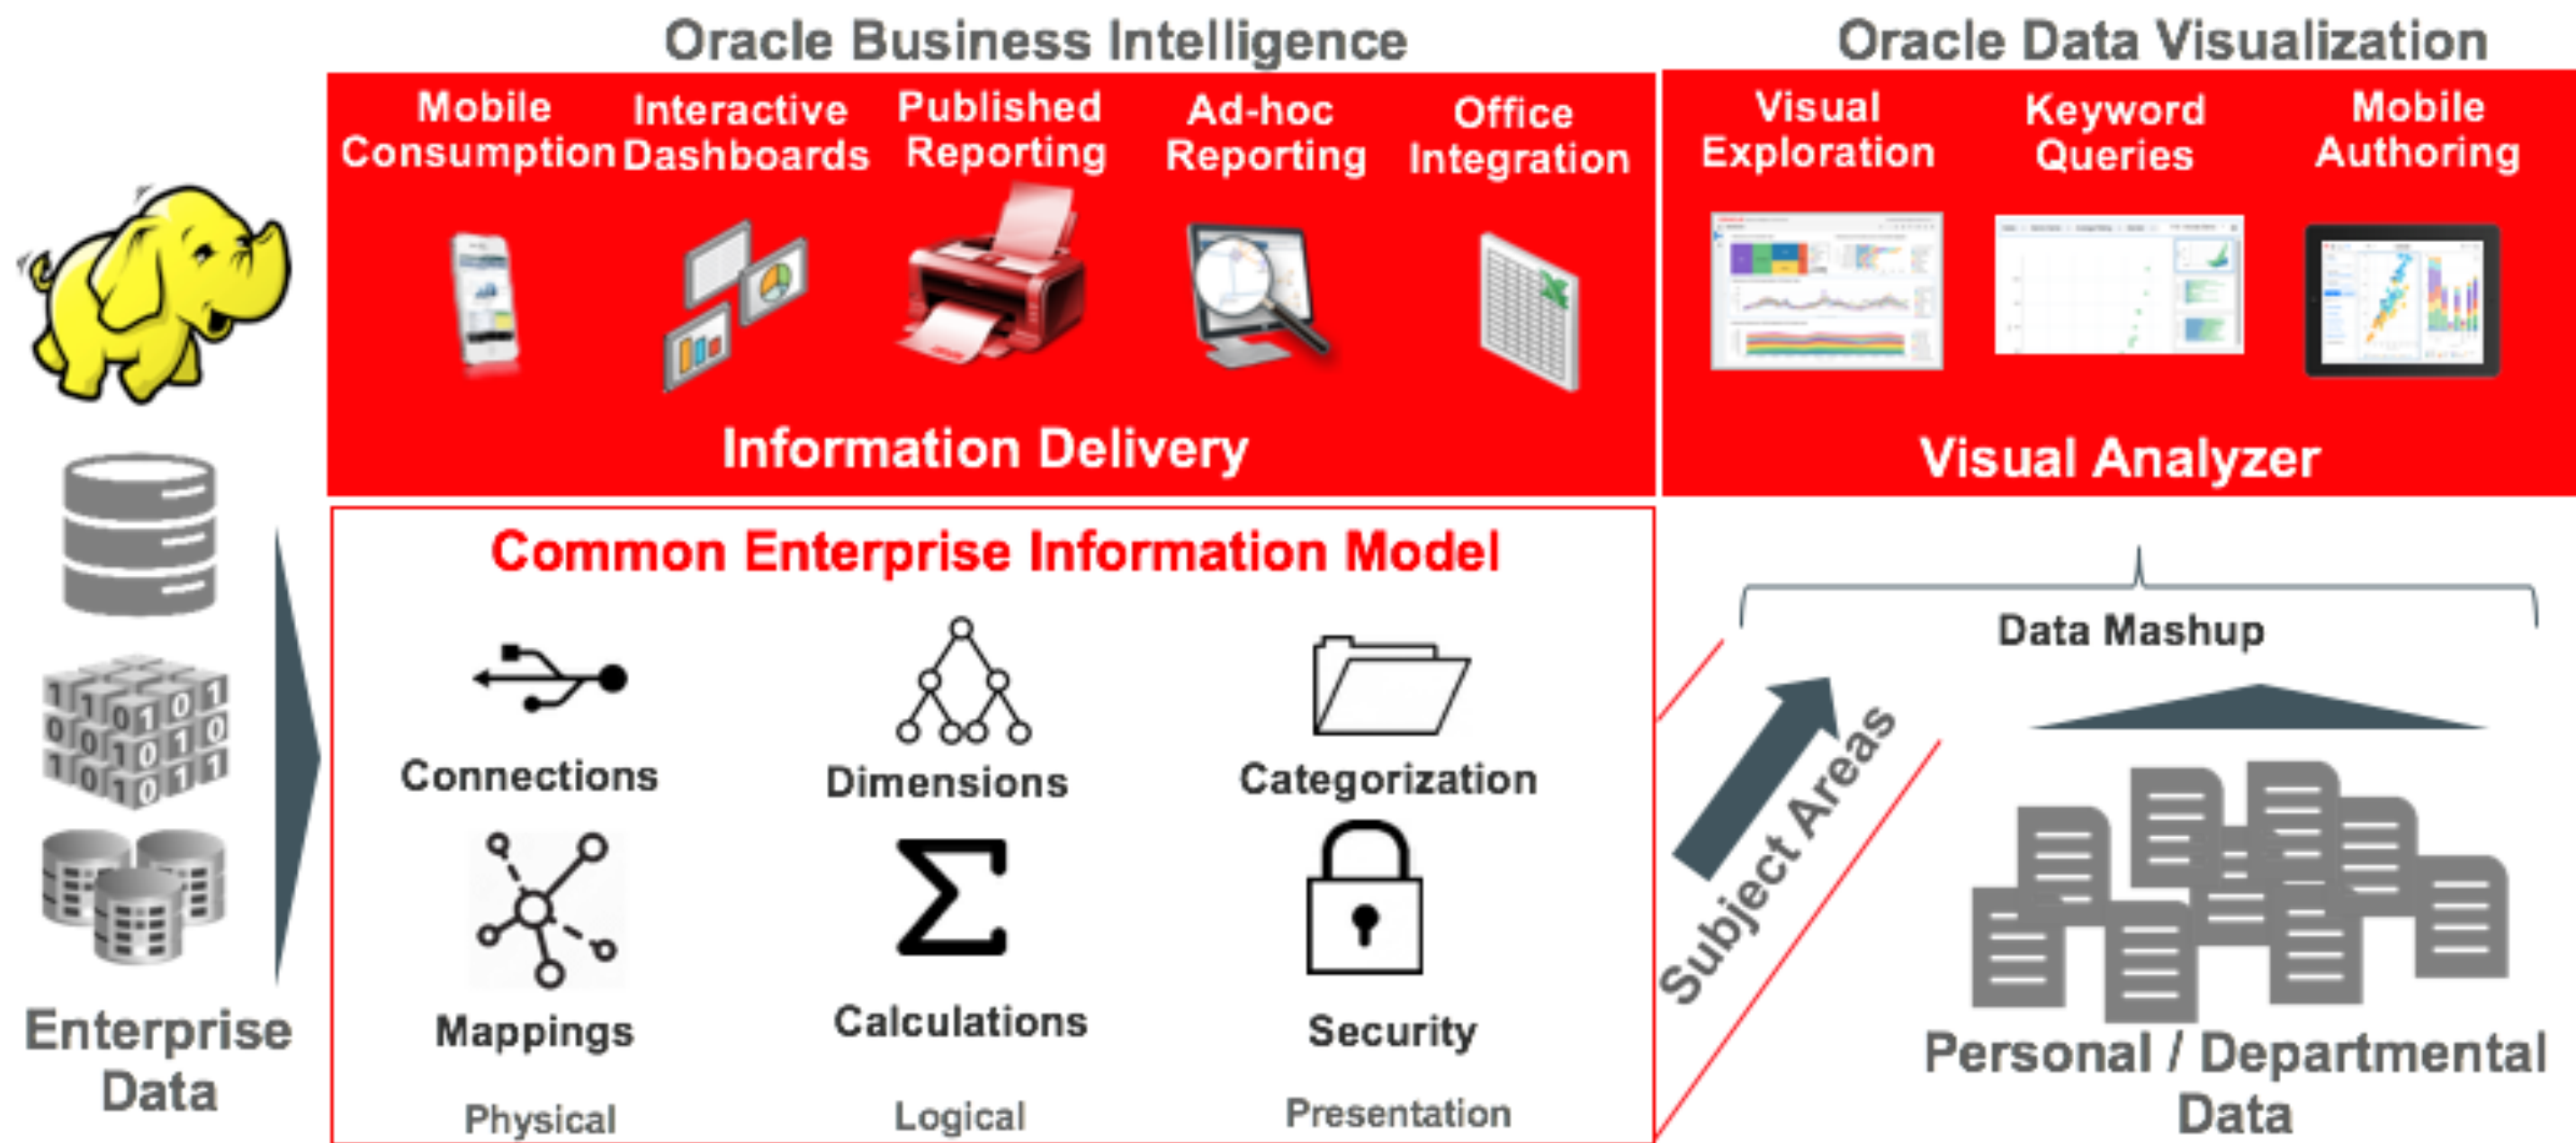 Oracle Business Intelligence
Oracle Data Visualization
Mobile
Consumption
Interactive
Dashboards
Published
Reporting
Ad-hoc
Reporting
Office
Integration
Visual
Exploration
Keyword
Queries
Mobile
Authoring
Information Delivery
Visual Analyzer
Common Enterprise Information Model
Connections
Dimensions
Categorization
Mappings
Calculations
Security
Physical
Logical
Presentation
Enterprise
Data
Subject Areas
Data Mashup
Personal / Departmental
Data